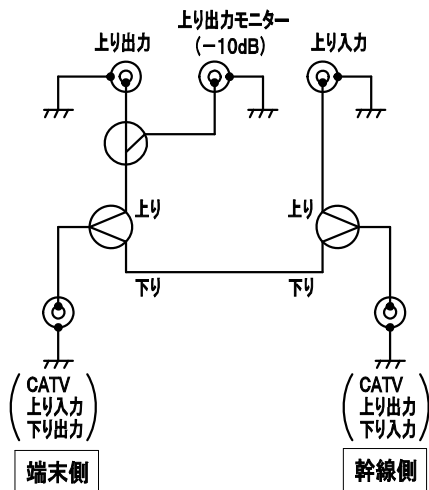 上り出力
上り出力モニター
(−10dB)
上り入力
上り
上り
下り
下り
CATV
上り入力
下り出力
CATV
上り出力
下り入力
端末側
幹線側